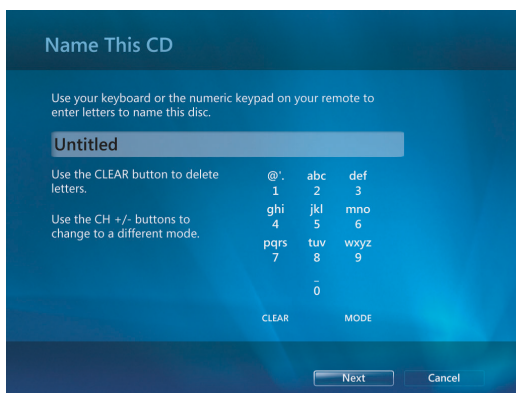 Name This CD
Use your keyboard or the numeric keypad on your remote to
enter letters to name this disc.
Untitled
Use the CLEAR button to delete
letters.
Use the CH +/- buttons to
change to a different mode.
@'. abc def
1 2 3
ghi jkl mno
4 5 6
pqrs tuv wxyz
7 8 9
_
0
CLEAR MODE
Next Cancel